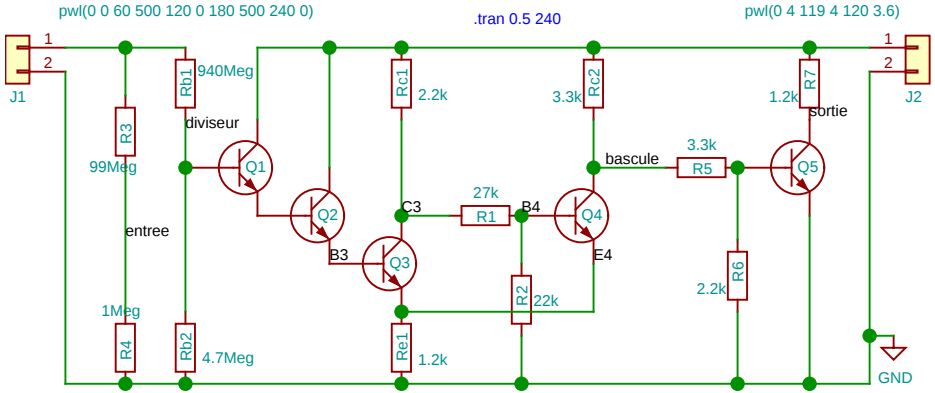 pwl(0 0 60 500 120 0 180 500 240 0)
.tran 0.5 240
pwl(0 4 119 4 120 3.6)
1
2
J1
R3
99Meg
Rb1
940Meg
diviseur
Q1
Q2
Rc1
2.2k
C3
B3
Q3
27k
R1
B4
Rc2
3.3k
bascule
Q4
E4
3.3k
R5
R7
1.2k
sortie
Q5
1
2
J2
entree
1Meg
R4
Rb2
4.7Meg
Re1
1.2k
R2
22k
R6
2.2k
GND